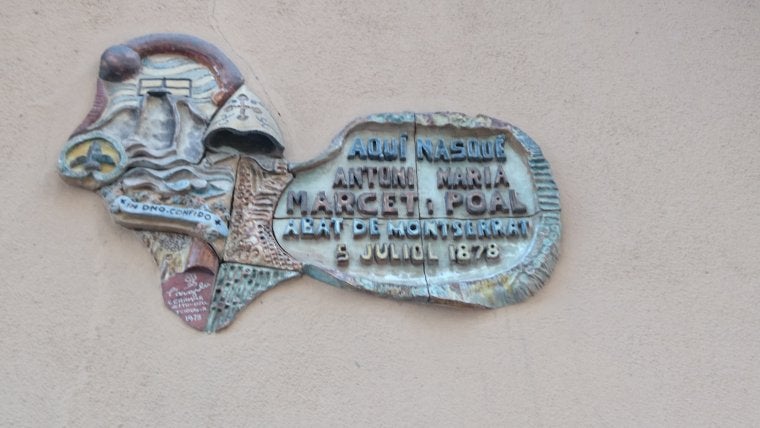 AQUÍ NASQUÉ
ANTONI MARIA
MARCET i POAL
ABAT DE MONTSERRAT
5 JULIOL 1878
IN DNO-CONFIDO